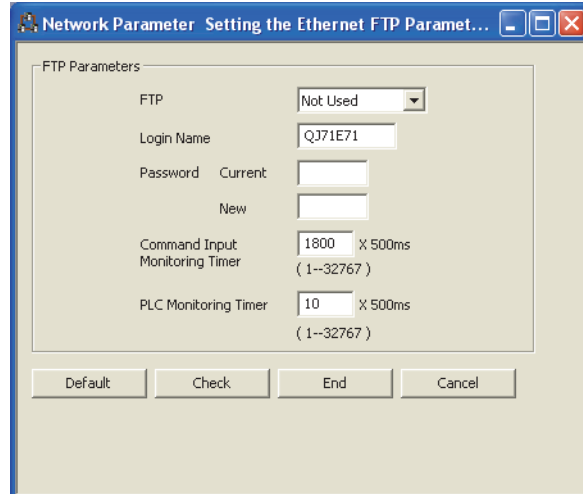 Network Parameter  Setting the Ethernet FTP Paramet...
FTP Parameters
FTP Not Used
Login Name QJ71E71
Password Current
New
Command Input Monitoring Timer 1800 X 500ms
( 1--32767 )
PLC Monitoring Timer 10 X 500ms
( 1--32767 )
Default Check End Cancel